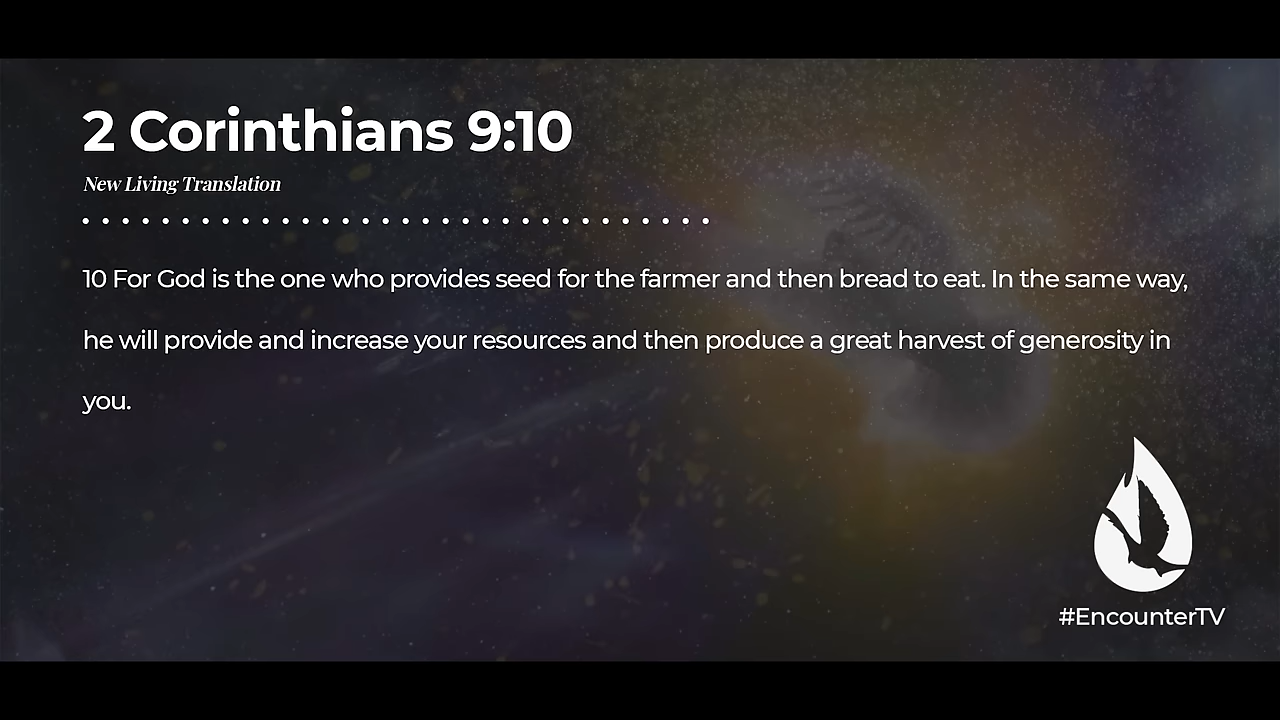 2 Corinthians 9:10
New Living Translation
10 For God is the one who provides seed for the farmer and then bread to eat. In the same way,
he will provide and increase your resources and then produce a great harvest of generosity in
you.
#EncounterTV